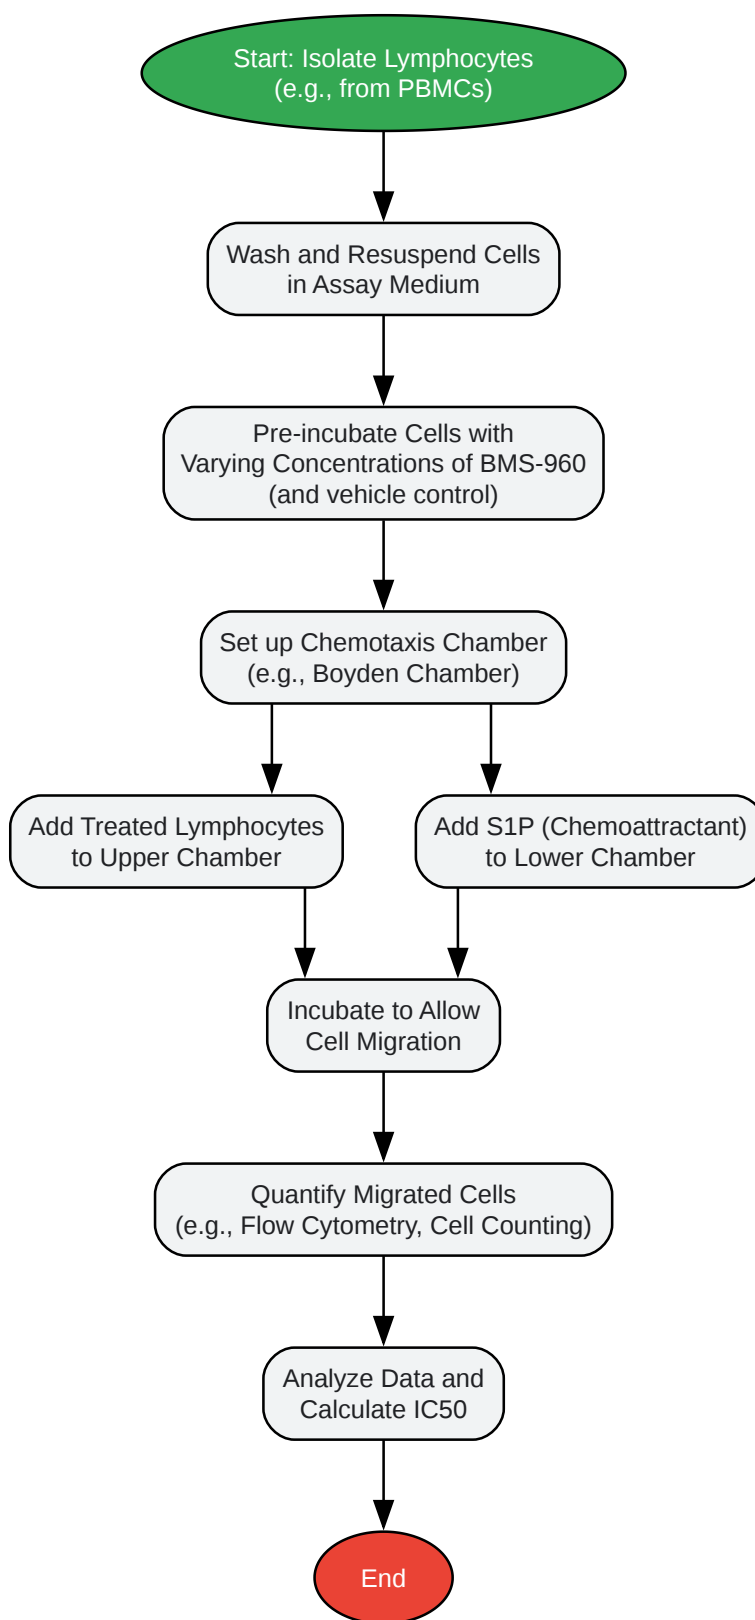 Start: Isolate Lymphocytes
(e.g., from PBMCs)
Wash and Resuspend Cells
in Assay Medium
Pre-incubate Cells with
Varying Concentrations of BMS-960
(and vehicle control)
Set up Chemotaxis Chamber
(e.g., Boyden Chamber)
Add Treated Lymphocytes
to Upper Chamber
Add S1P (Chemoattractant)
to Lower Chamber
Incubate to Allow
Cell Migration
Quantify Migrated Cells
(e.g., Flow Cytometry, Cell Counting)
Analyze Data and
Calculate IC50
End